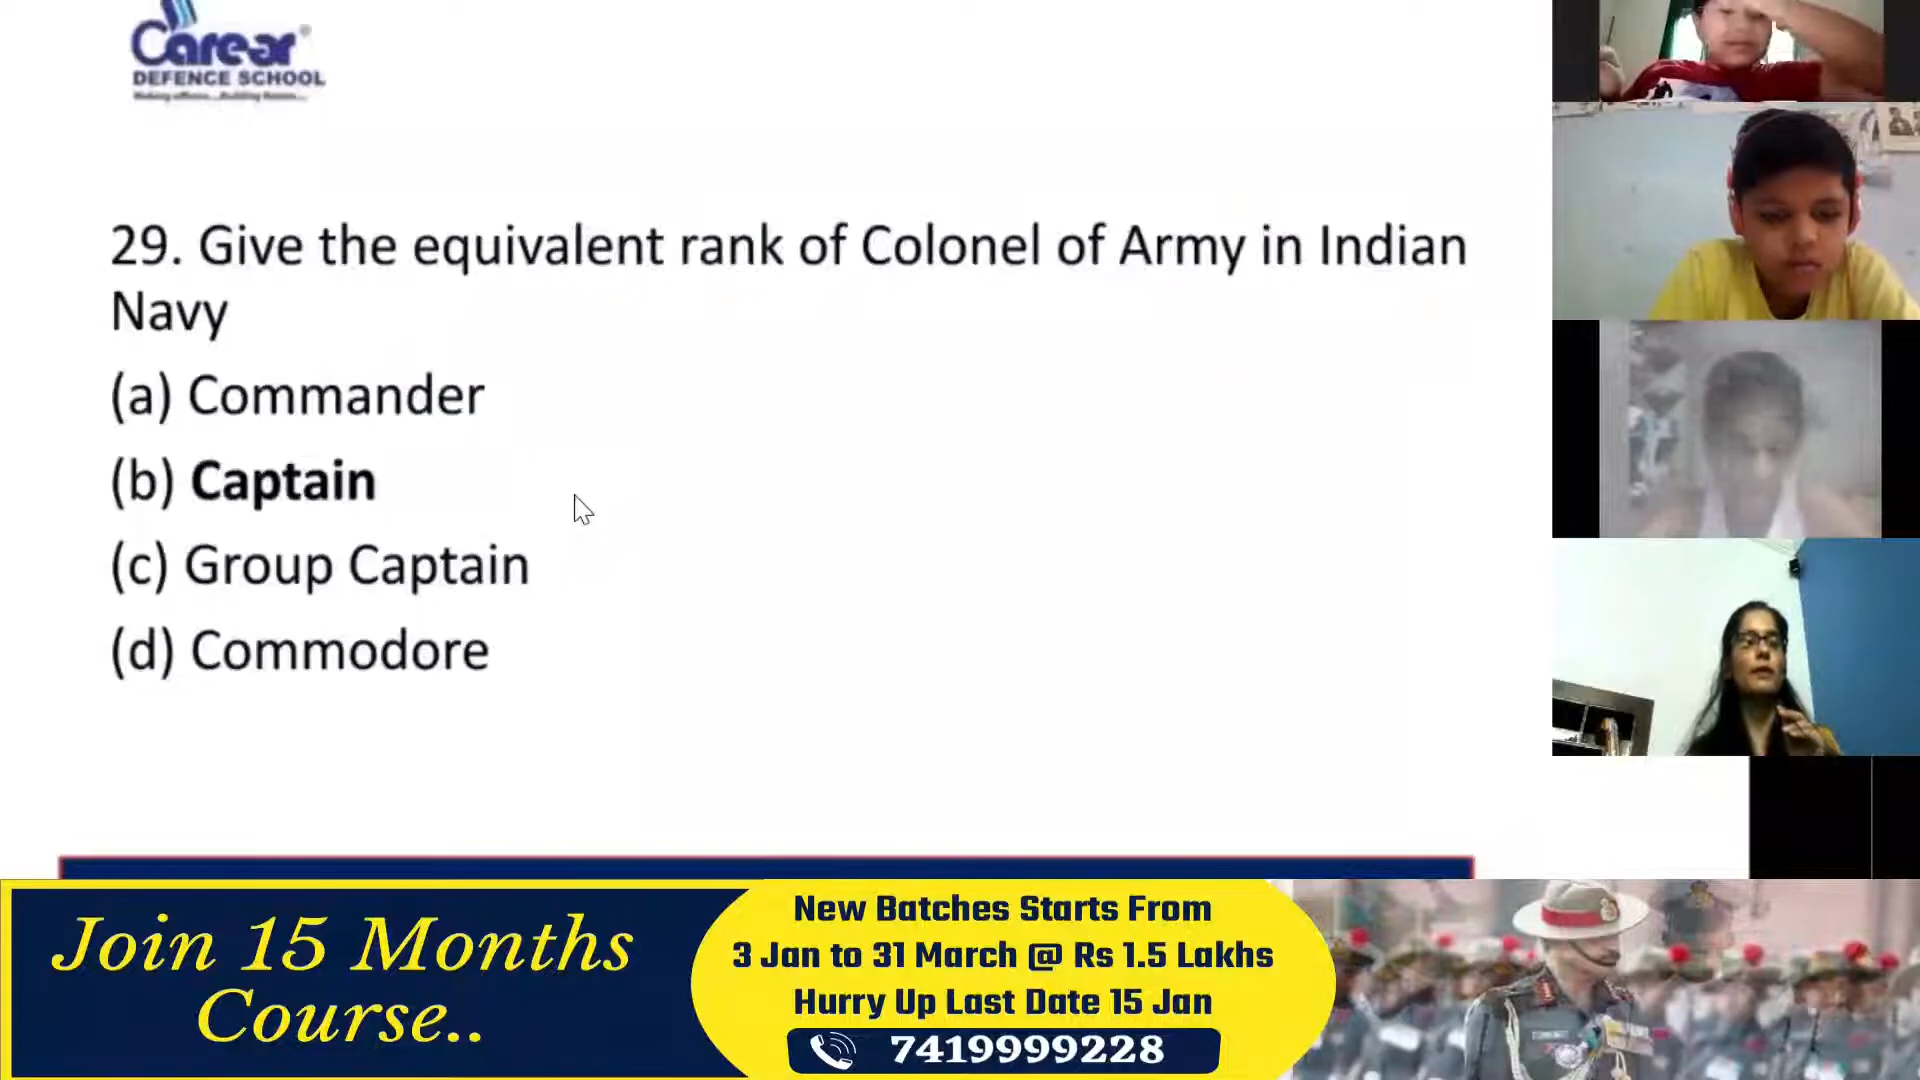 Carear
DEFENCE SCHOOL
29. Give the equivalent rank of Colonel of Army in Indian
Navy
(a) Commander
(b) Captain
(c) Group Captain
(d) Commodore
Join 15 Months
Course..
New Batches Starts From
3 Jan to 31 March @ Rs 1.5 Lakhs
Hurry Up Last Date 15 Jan
7419999228